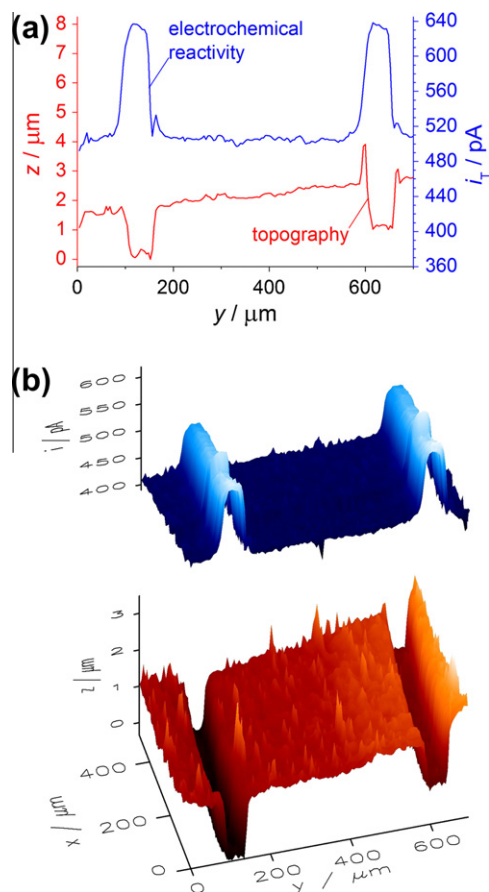 (a)
8
7
6
5
4
3
2
1
0
z / μm
electrochemical
reactivity
topography
640
600
560
520
480
440
400
360
i_T / pA
0 200 400 600
y / μm
(b)
600
550
500
450
400
i / pA
3
2
1
0
z / μm
400
200
0
x / μm
0 200 400 600
y / μm